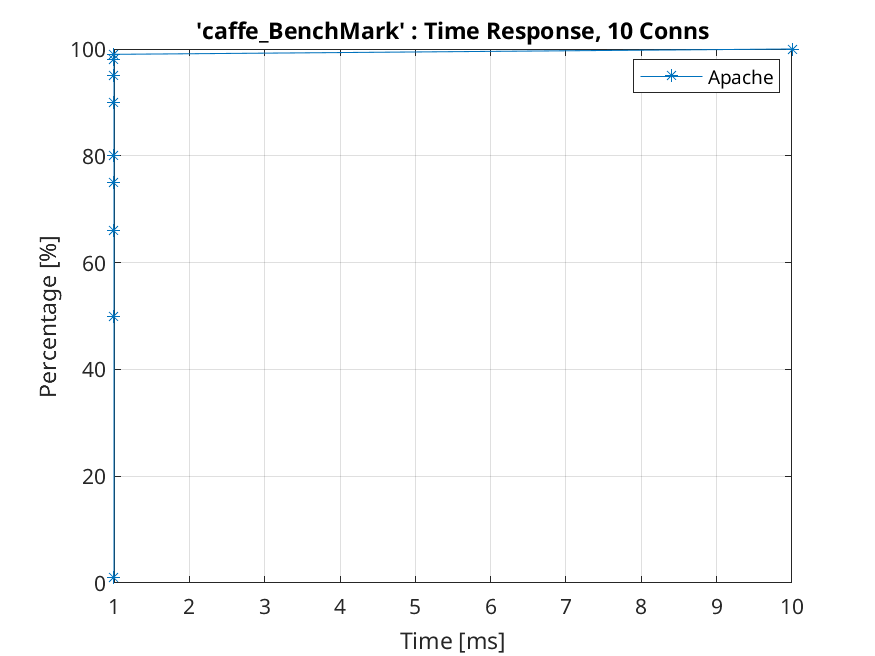 'caffe_BenchMark' : Time Response, 10 Conns
100
80
60
40
20
0
Percentage [%]
Apache
1 2 3 4 5 6 7 8 9 10
Time [ms]